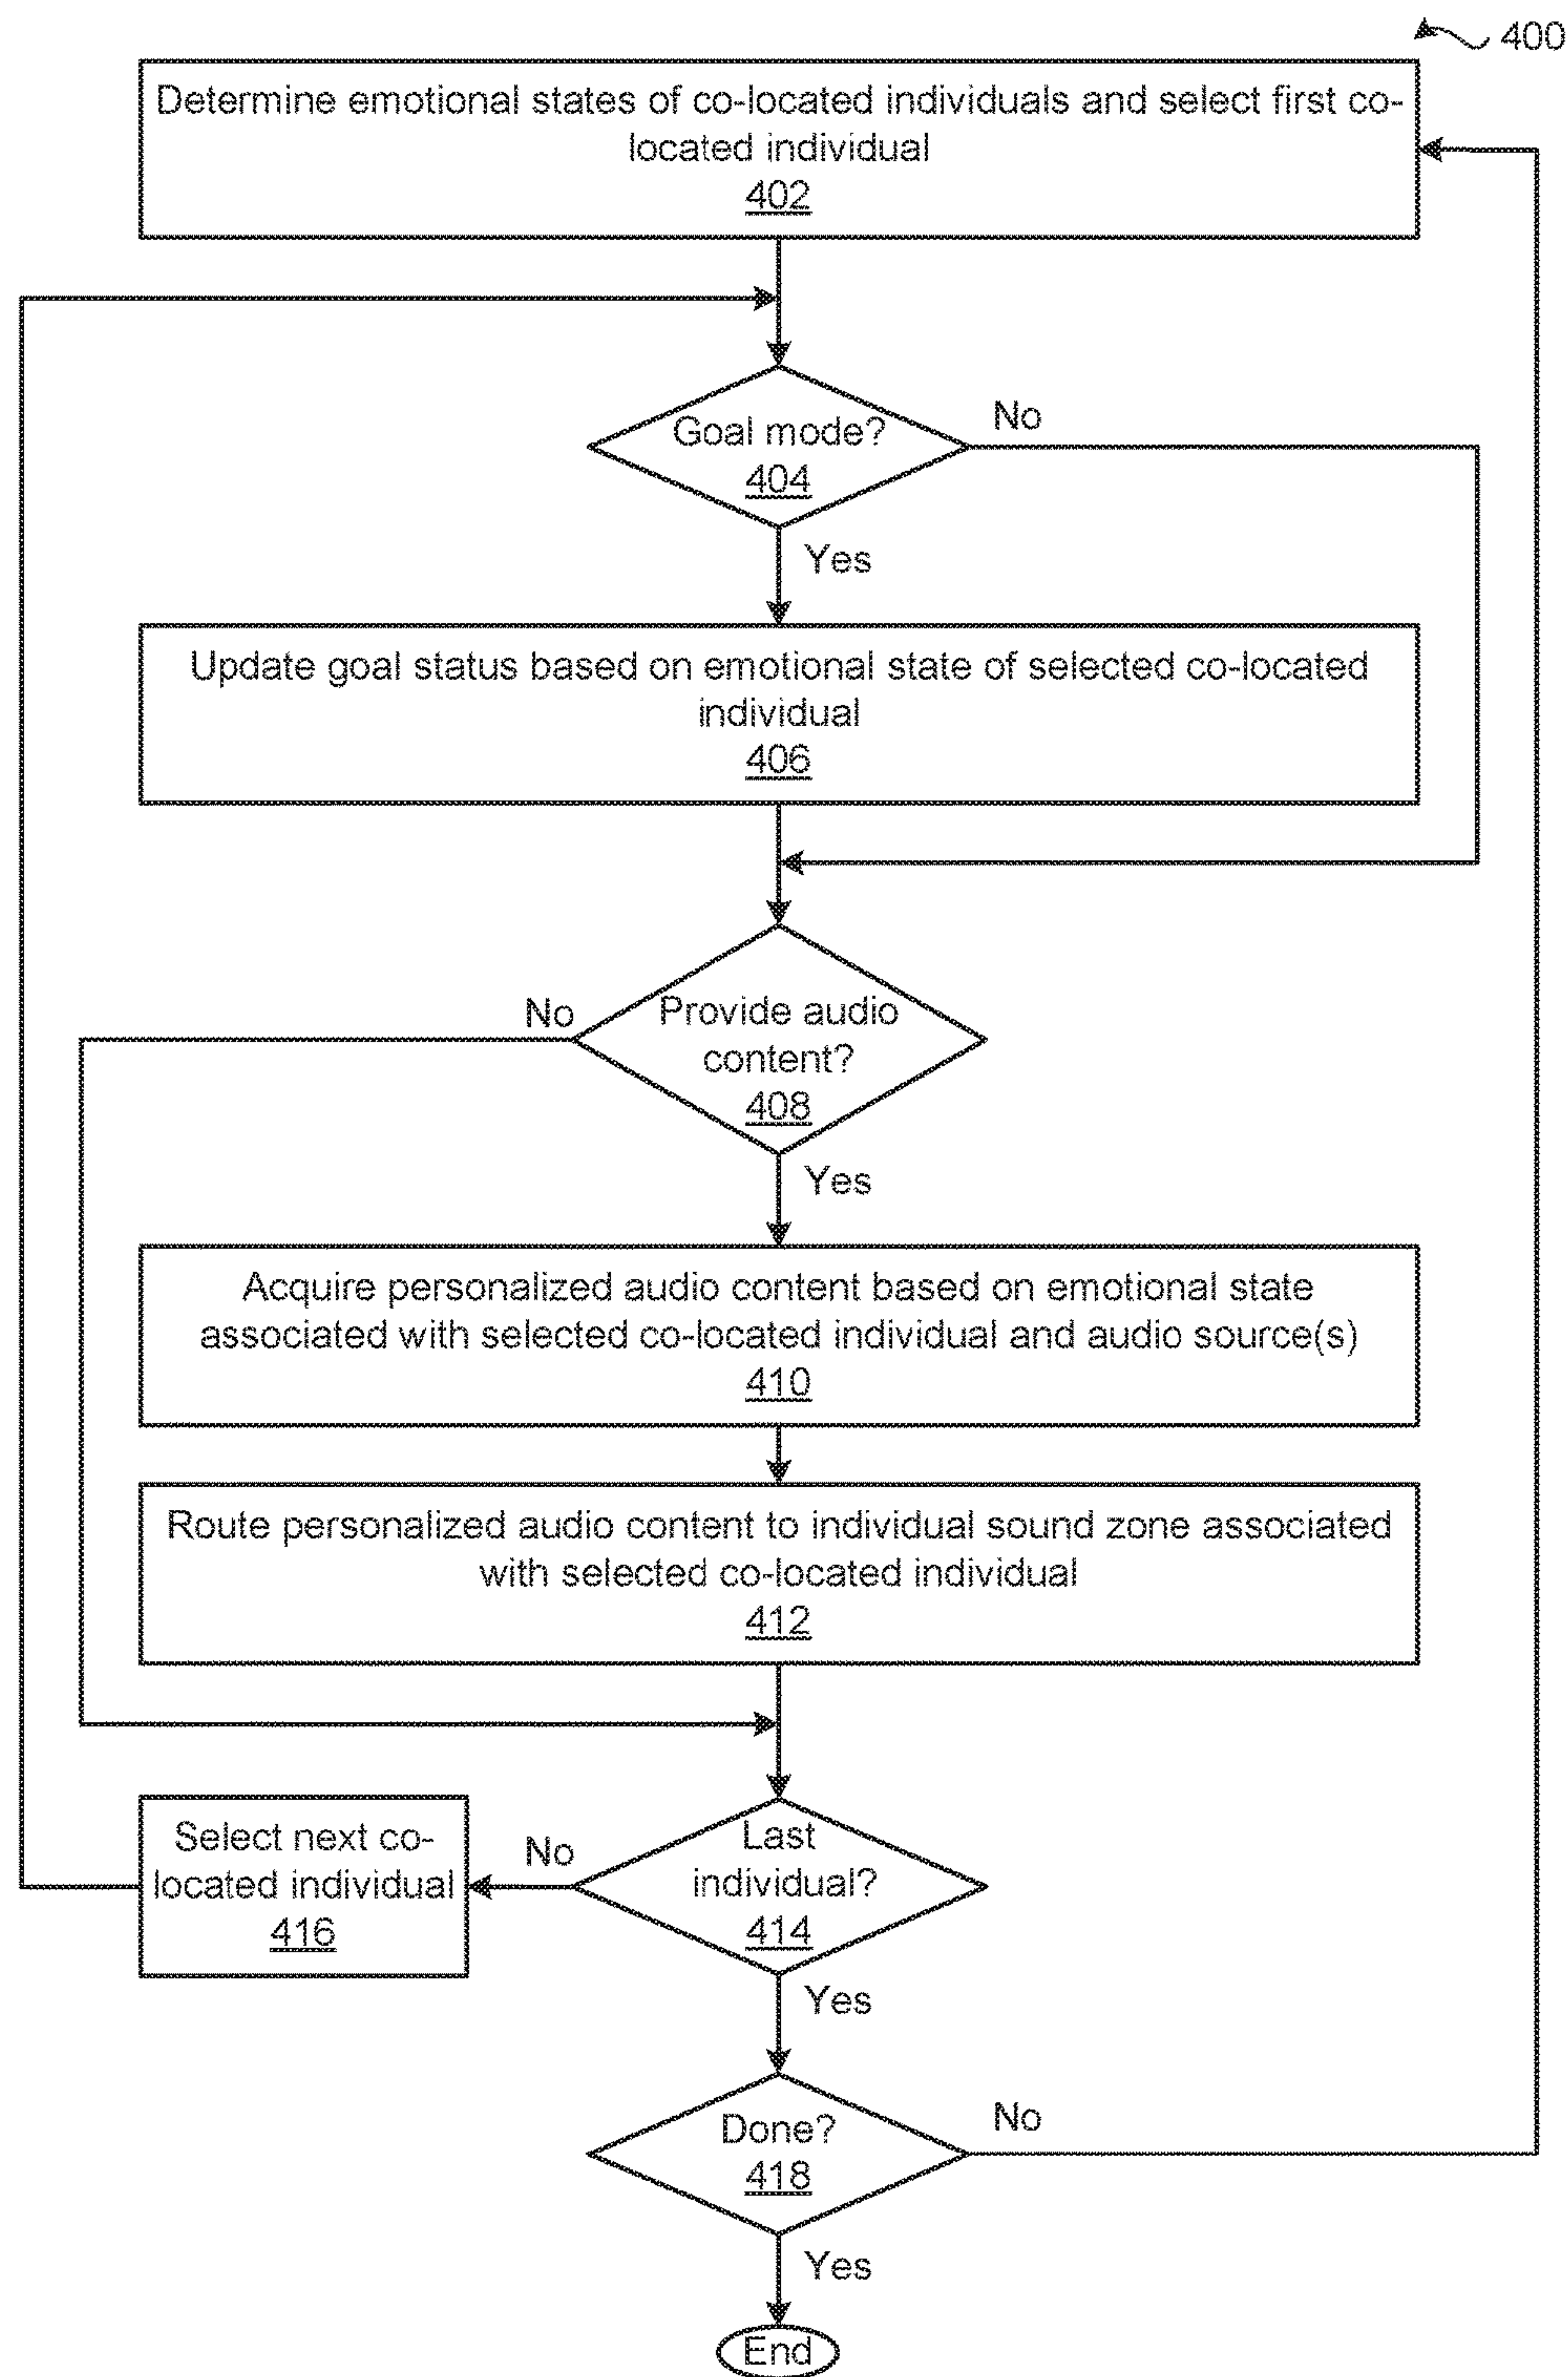 400
Determine emotional states of co-located individuals and select first co-
located individual
402
Goal mode?
404
No
Yes
Update goal status based on emotional state of selected co-located
individual
406
No
Provide audio
content?
408
Yes
Acquire personalized audio content based on emotional state
associated with selected co-located individual and audio source(s)
410
Route personalized audio content to individual sound zone associated
with selected co-located individual
412
Select next co-
located individual
416
No
Last
individual?
414
Yes
Done?
418
No
Yes
End